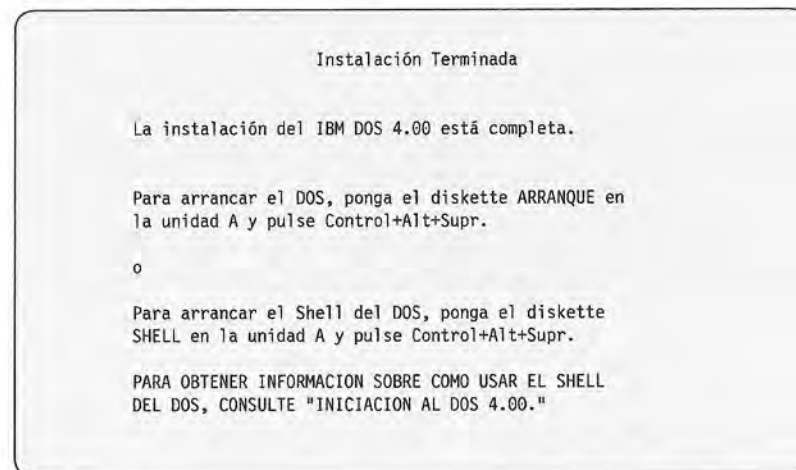 Instalación Terminada
La instalación del IBM DOS 4.00 está completa.
Para arrancar el DOS, ponga el diskette ARRANQUE en
la unidad A y pulse Control+Alt+Supr.
o
Para arrancar el Shell del DOS, ponga el diskette
SHELL en la unidad A y pulse Control+Alt+Supr.
PARA OBTENER INFORMACION SOBRE COMO USAR EL SHELL
DEL DOS, CONSULTE "INICIACION AL DOS 4.00."